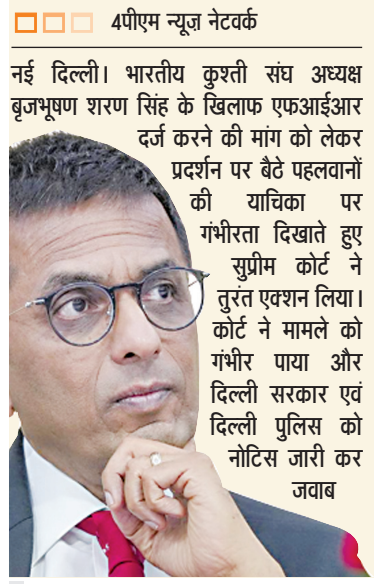 4पीएम न्यूज़ नेटवर्क
नई दिल्ली। भारतीय कुश्ती संघ अध्यक्ष
बृजभूषण शरण सिंह के खिलाफ एफआईआर
दर्ज करने की मांग को लेकर
प्रदर्शन पर बैठे पहलवानों
की याचिका पर
गंभीरता दिखाते हुए
सुप्रीम कोर्ट ने
तुरंत एक्शन लिया।
कोर्ट ने मामले को
गंभीर पाया और
दिल्ली सरकार एवं
दिल्ली पुलिस को
नोटिस जारी कर
जवाब